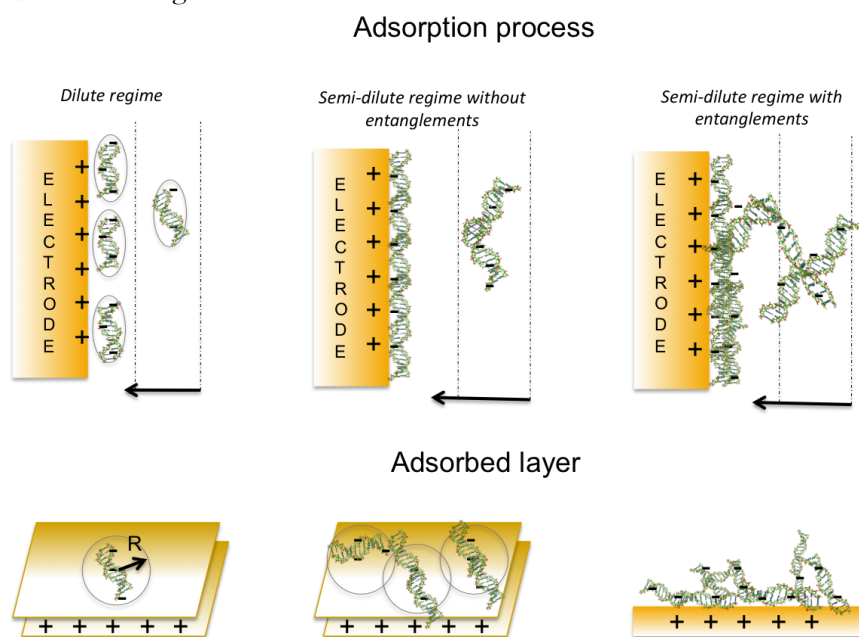 Adsorption process
Dilute regime
Semi-dilute regime without
entanglements
Semi-dilute regime with
entanglements
E
L
E
C
T
R
O
D
E
+
+
+
+
+
+
E
L
E
C
T
R
O
D
E
+
+
+
+
+
+
E
L
E
C
T
R
O
D
E
+
+
+
+
+
+
Adsorbed layer
R
+ + + + +
+ + + + +
+ + + + +